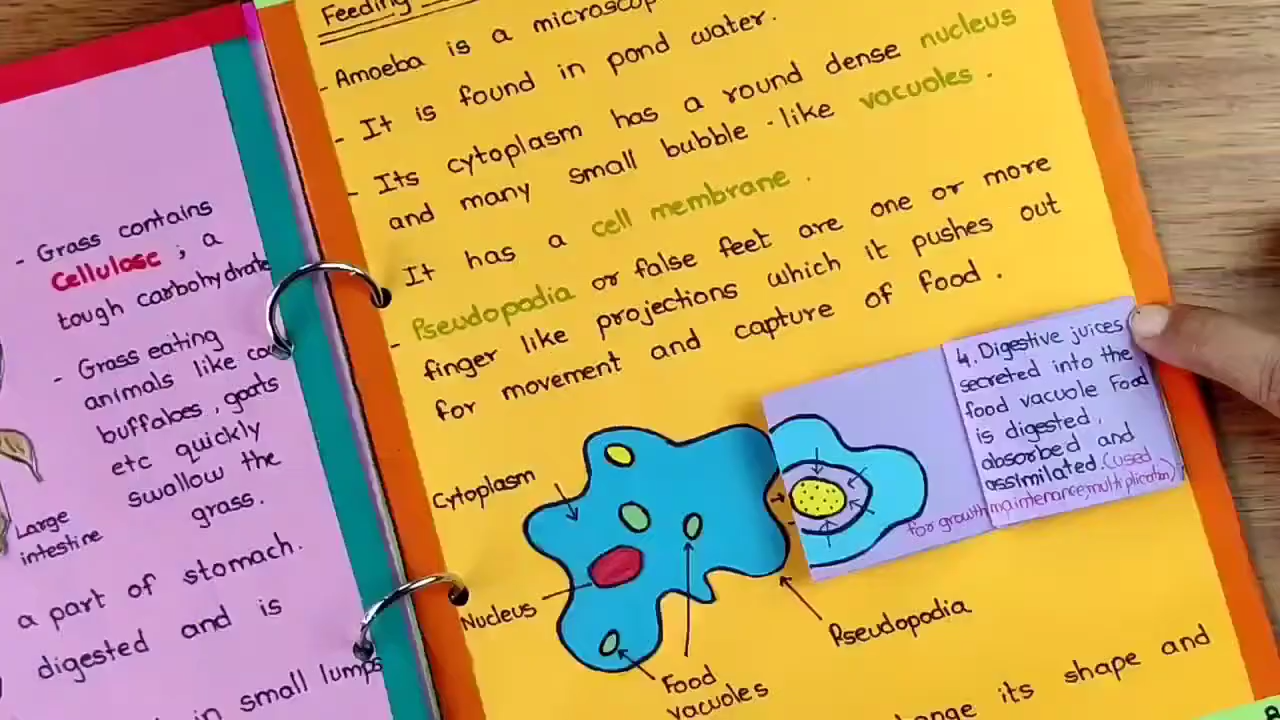 - Grass contains
Cellulose ; a
tough carbohydrate
- Grass eating
animals like
buffaloes, goats
etc quickly
swallow the
grass.
Large
intestine
a part of stomach.
digested and is
in small lumps
Feeding
- Amoeba is a
- It is found in pond water.
- Its cytoplasm has a round dense nucleus
and many small bubble-like vacuoles.
It has a cell membrane.
- Pseudopodia or false feet are one or more
finger like projections which it pushes out
for movement and capture of food.
4. Digestive juices
secreted into the
food vacuole Food
is digested,
absorbed and
assimilated. (used
for growth, maintenance, multiplication)
Cytoplasm
Nucleus
Food
vacuoles
Pseudopodia
its shape and